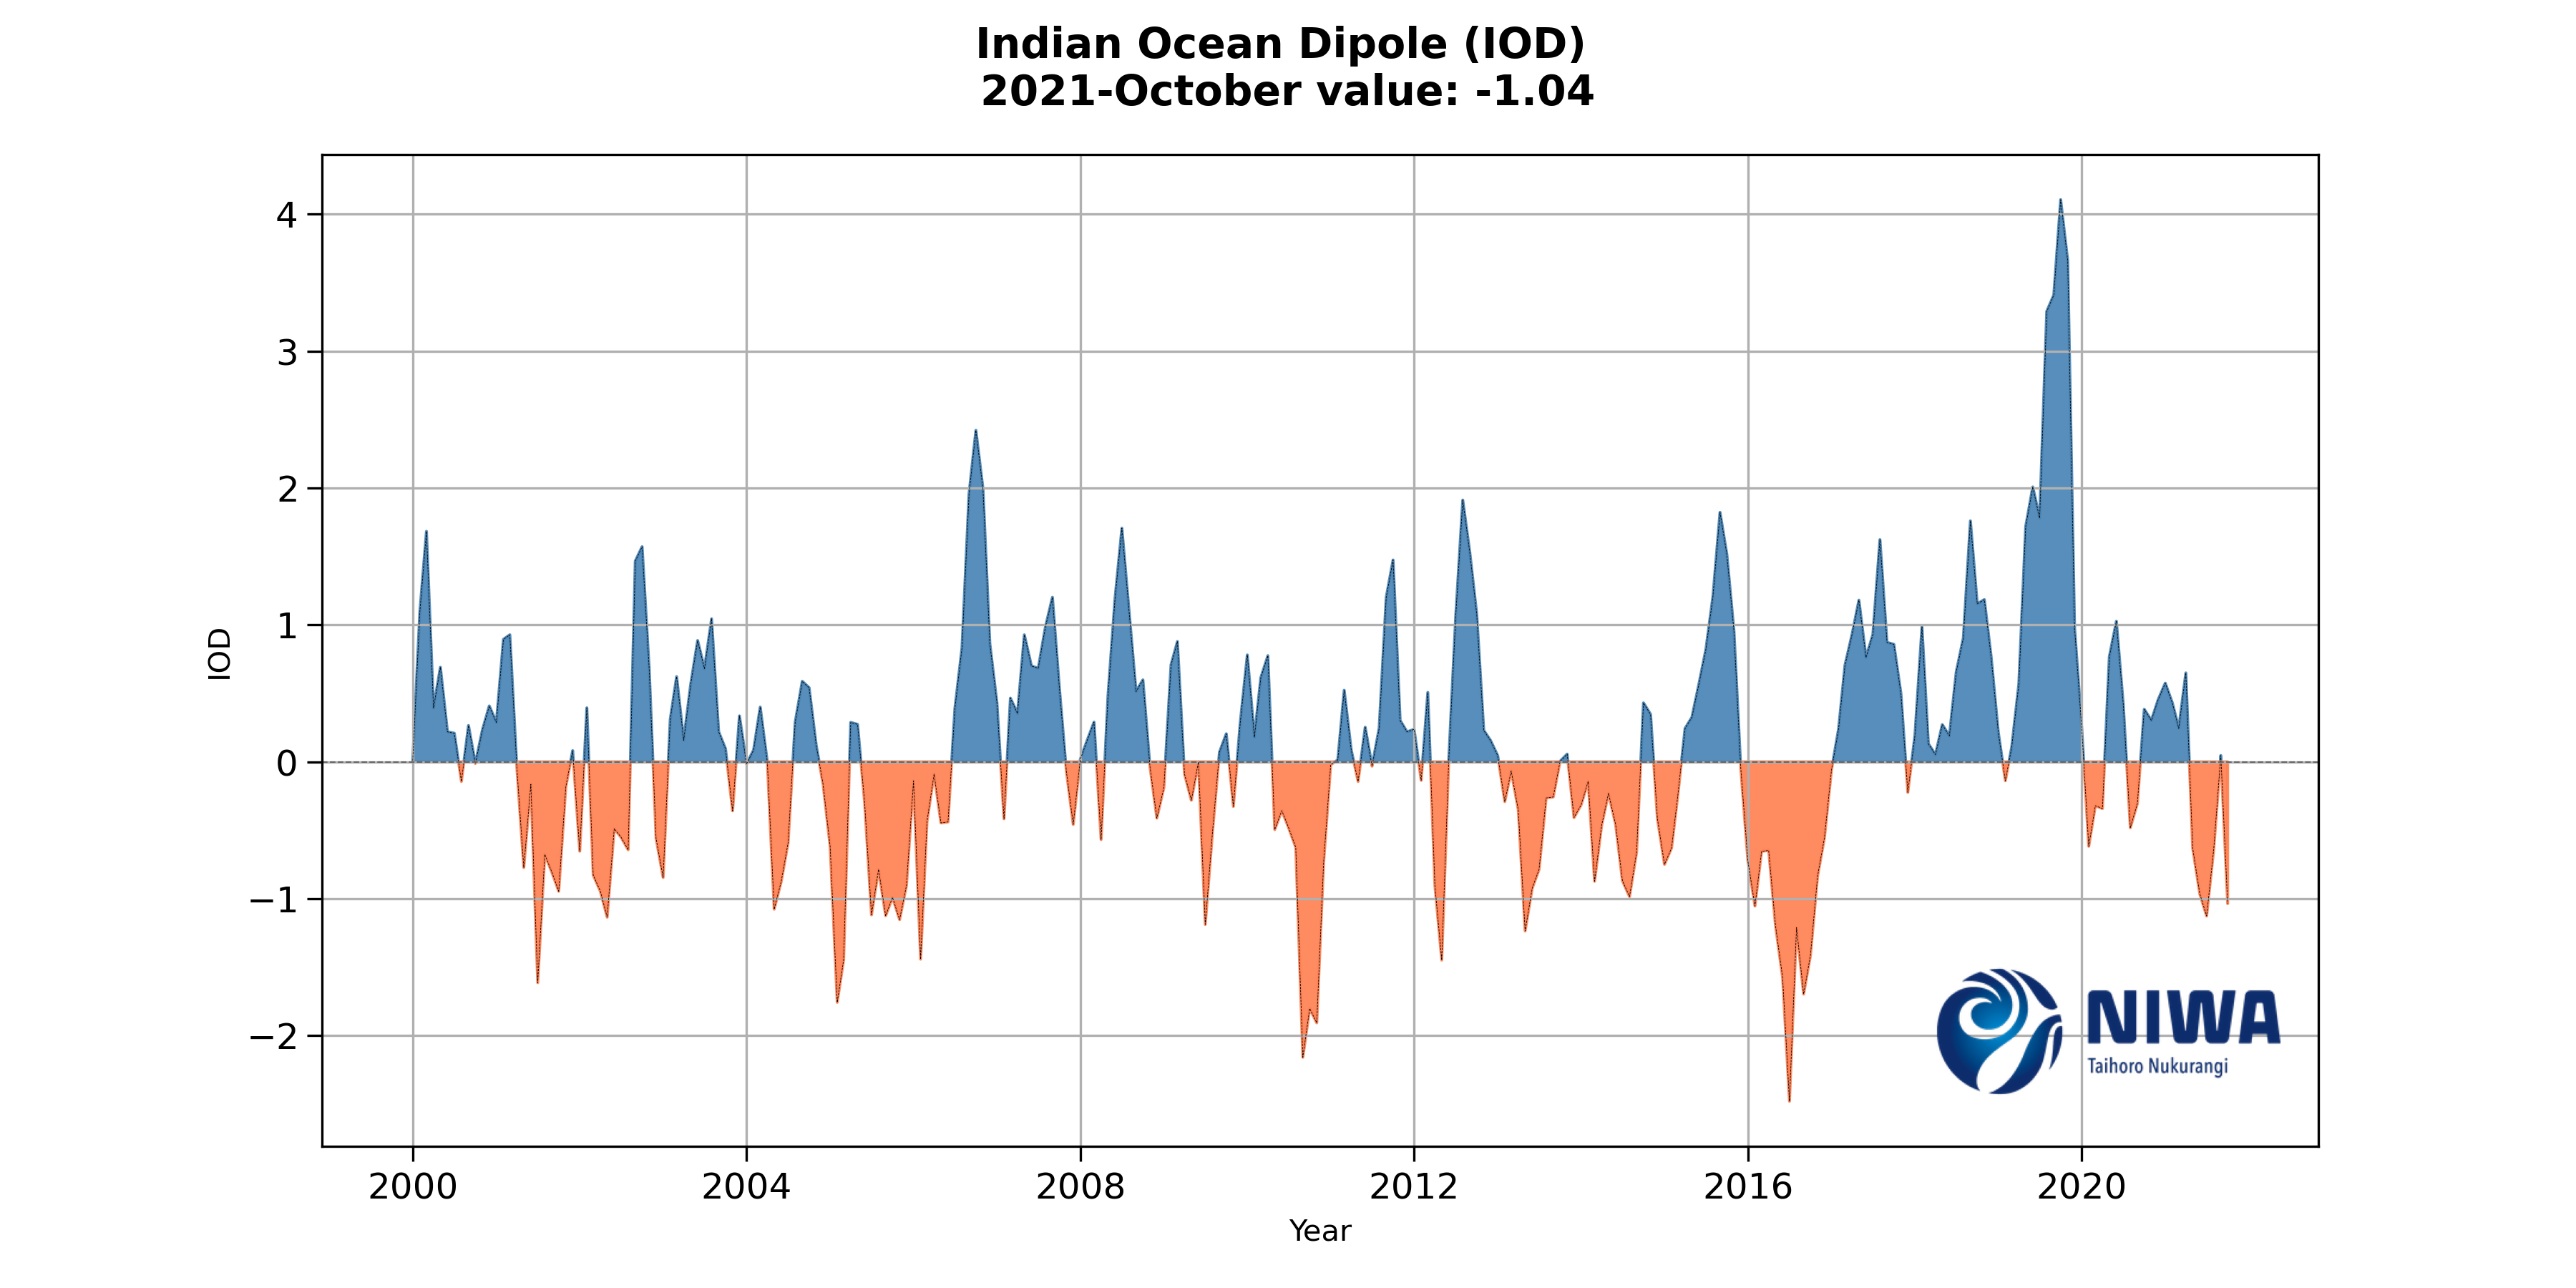 Indian Ocean Dipole (IOD)
2021-October value: -1.04
4
3
2
1
0
−1
−2
IOD
2000
2004
2008
2012
2016
2020
Year
NIWA
Taihoro Nukurangi